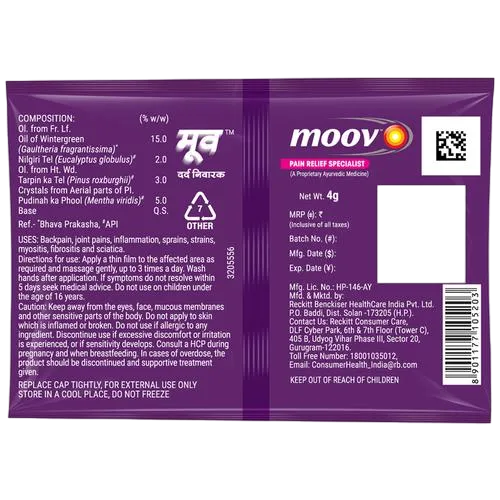 COMPOSITION: (% w/w)
Ol. from Fr. Lf.
Oil of Wintergreen 15.0
(Gaultheria fragrantissima)*
Nilgiri Tel (Eucalyptus globulus)# 2.0
Ol. from Ht. Wd.
Tarpin ka Tel (Pinus roxburghii)# 3.0
Crystals from Aerial parts of Pl.
Pudinah ka Phool (Mentha viridis)# 5.0
Base Q.S.
Ref.- *Bhava Prakasha, #API
मूव™
दर्द निवारक
7
OTHER
3205556
USES: Backpain, joint pains, inflammation, sprains, strains,
myositis, fibrositis and sciatica.
Directions for use: Apply a thin film to the affected area as
required and massage gently, up to 3 times a day. Wash
hands after application. If symptoms do not resolve within
5 days seek medical advice. Do not use on children under
the age of 16 years.
Caution: Keep away from the eyes, face, mucous membranes
and other sensitive parts of the body. Do not apply to skin
which is inflamed or broken. Do not use if allergic to any
ingredient. Discontinue use if excessive discomfort or irritation
is experienced, or if sensitivity develops. Consult a HCP during
pregnancy and when breastfeeding. In cases of overdose, the
product should be discontinued and supportive treatment
given.
REPLACE CAP TIGHTLY, FOR EXTERNAL USE ONLY
STORE IN A COOL PLACE, DO NOT FREEZE
moov
PAIN RELIEF SPECIALIST
(A Proprietary Ayurvedic Medicine)
Net Wt. 4g
MRP (¤): ₹
(Inclusive of all taxes)
Batch No. (#):
Mfg. Date ($):
Exp. Date (¥):
Mfg. Lic. No.: HP-146-AY
Mfd. & Mktd. by:
Reckitt Benckiser HealthCare India Pvt. Ltd.
P.O. Baddi, Dist. Solan -173205 (H.P.).
Contact Us: Reckitt Consumer Care,
DLF Cyber Park, 6th & 7th Floor (Tower C),
405 B, Udyog Vihar Phase III, Sector 20,
Gurugram-122016.
Toll Free Number: 18001035012,
Email: ConsumerHealth_India@rb.com
KEEP OUT OF REACH OF CHILDREN
8901177105203